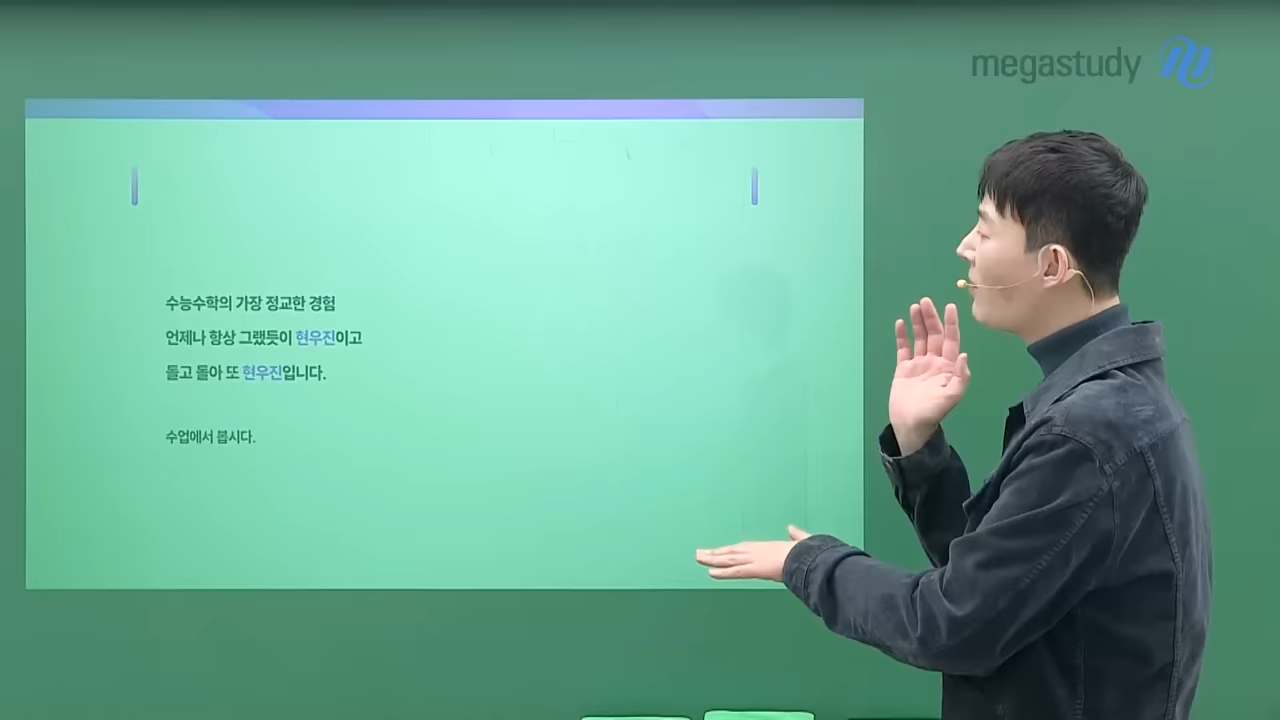 megastudy
수능수학의 가장 정교한 경험
언제나 항상 그랬듯이 현우진이고
돌고 돌아 또 현우진입니다.
수업에서 봅시다.